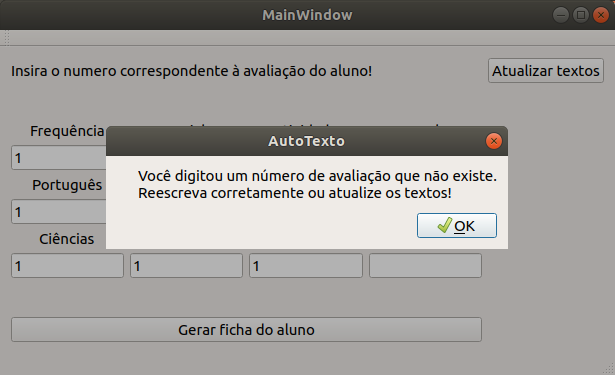 MainWindow
Insira o numero correspondente à avaliação do aluno!
Atualizar textos
Frequência
1
Português
1
Ciências
1 1 1
Gerar ficha do aluno
AutoTexto
Você digitou um número de avaliação que não existe.
Reescreva corretamente ou atualize os textos!
OK